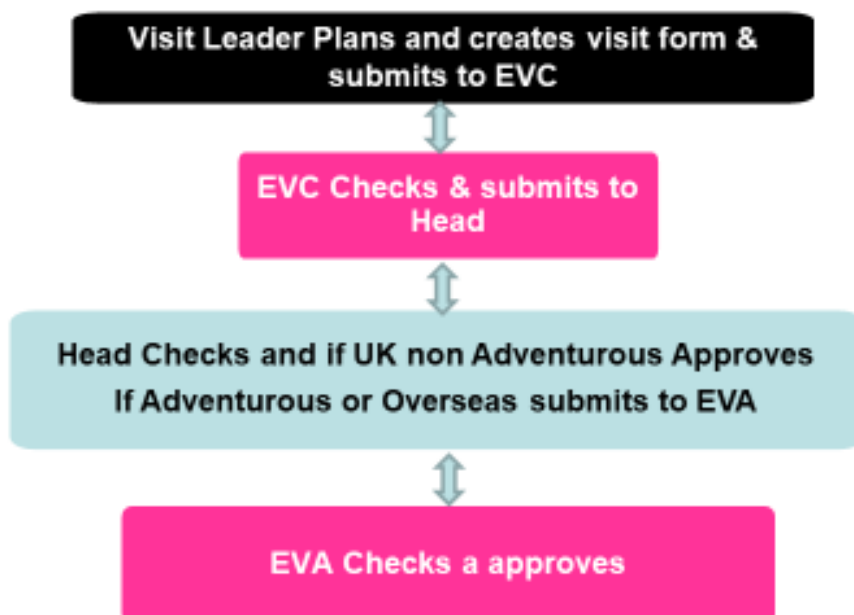 Visit Leader Plans and creates visit form &
submits to EVC
EVC Checks & submits to
Head
Head Checks and if UK non Adventurous Approves
If Adventurous or Overseas submits to EVA
EVA Checks a approves